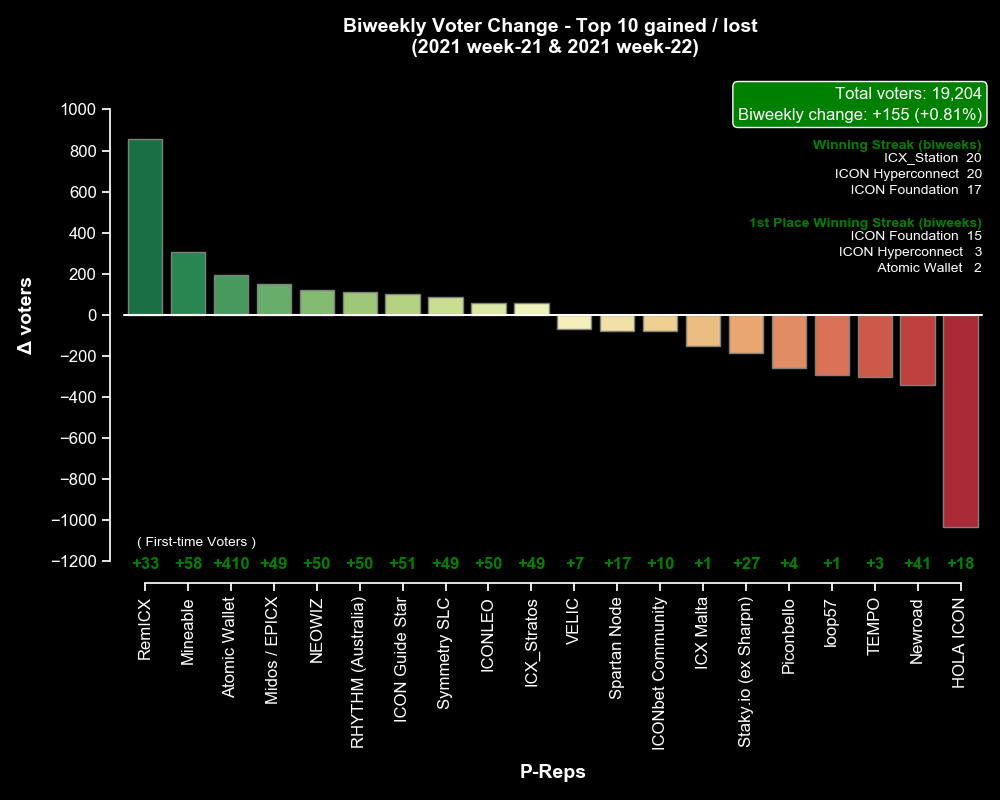 Biweekly Voter Change - Top 10 gained / lost
(2021 week-21 & 2021 week-22)
Total voters: 19,204
Biweekly change: +155 (+0.81%)
Winning Streak (biweeks)
ICX_Station 20
ICON Hyperconnect 20
ICON Foundation 17
1st Place Winning Streak (biweeks)
ICON Foundation 15
ICON Hyperconnect 3
Atomic Wallet 2
Δ voters
1000
800
600
400
200
0
−200
−400
−600
−800
−1000
−1200
( First-time Voters )
+33 +58 +410 +49 +50 +50 +51 +49 +50 +49 +7 +17 +10 +1 +27 +4 +1 +3 +41 +18
RemICX
Mineable
Atomic Wallet
Midos / EPICX
NEOWIZ
RHYTHM (Australia)
ICON Guide Star
Symmetry SLC
ICONLEO
ICX_Stratos
VELIC
Spartan Node
ICONbet Community
ICX Malta
Staky.io (ex Sharpn)
Piconbello
loop57
TEMPO
Newroad
HOLA ICON
P-Reps